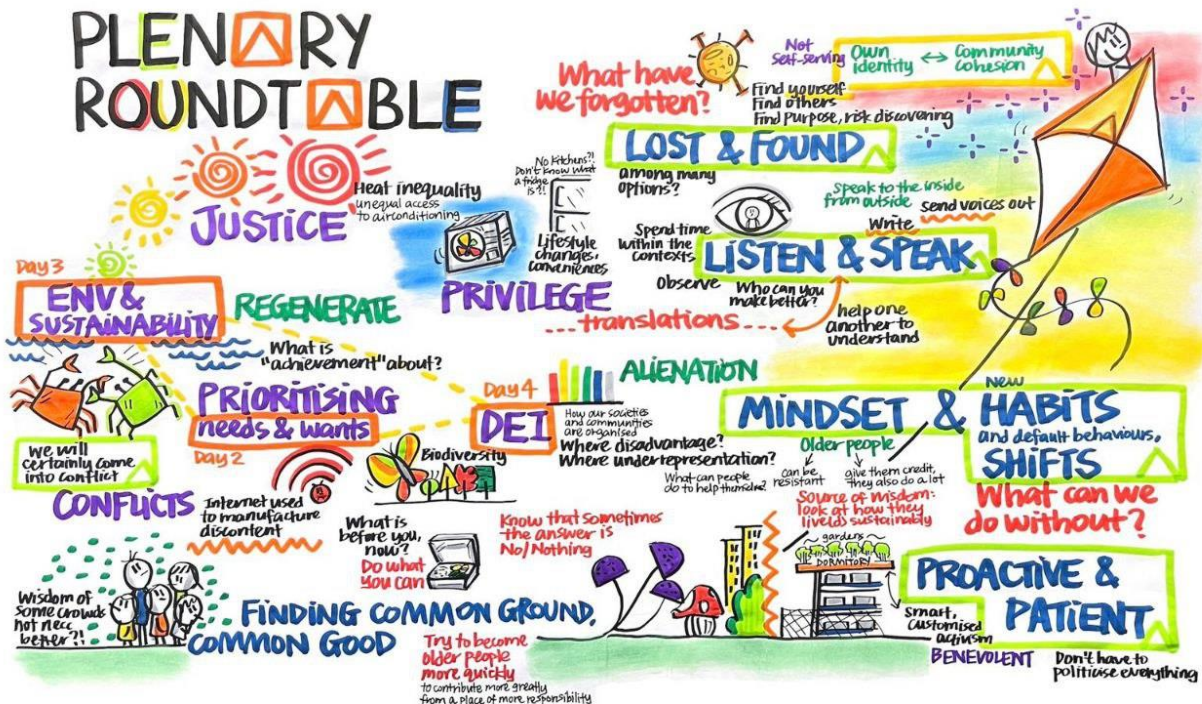 PLENARY
ROUNDTABLE
JUSTICE
Heat inequality
unequal access
to airconditioning
No kitchens?!
Don't know what
a fridge
is?!!
Lifestyle
changes,
conveniences
PRIVILEGE
Day 3
ENV &
SUSTAINABILITY
REGENERATE
What is
"achievement" about?
PRIORITISING
needs & wants
Day 2
Day 4
DEI
ALIENATION
How our societies
and communities
are organised
Where disadvantage?
Where underrepresentation?
What can people
do to help themselves?
we will
certainly come
into conflict
CONFLICTS
Internet used
to manufacture
discontent
Biodiversity
What is
before you,
now?
Do what
you can
Know that sometimes
the answer is
No/Nothing
Wisdom of
some crowds
not necc
better?!
FINDING COMMON GROUND,
COMMON GOOD
Try to become
older people
more quickly
to contribute more greatly
from a place of more responsibility
What have
we forgotten?
Not
self-serving
Own
identity
Community
Cohesion
Find yourself
Find others
Find purpose, risk discovering
LOST & FOUND
among many
options?
Speak to the inside
from outside
send voices out
Write
Spend time
within the
contexts
LISTEN & SPEAK
Observe
Who can you
make better?
translations
help one
another to
understand
MINDSET &
New
HABITS
and default behaviours,
SHIFTS
Older people
can be
resistant
give them credit,
they also do a lot
Source of wisdom:
look at how they
lived sustainably
What can we
do without?
gardens
DORMITORY
PROACTIVE &
PATIENT
smart,
customised
activism
BENEVOLENT
Don't have to
politicise everything